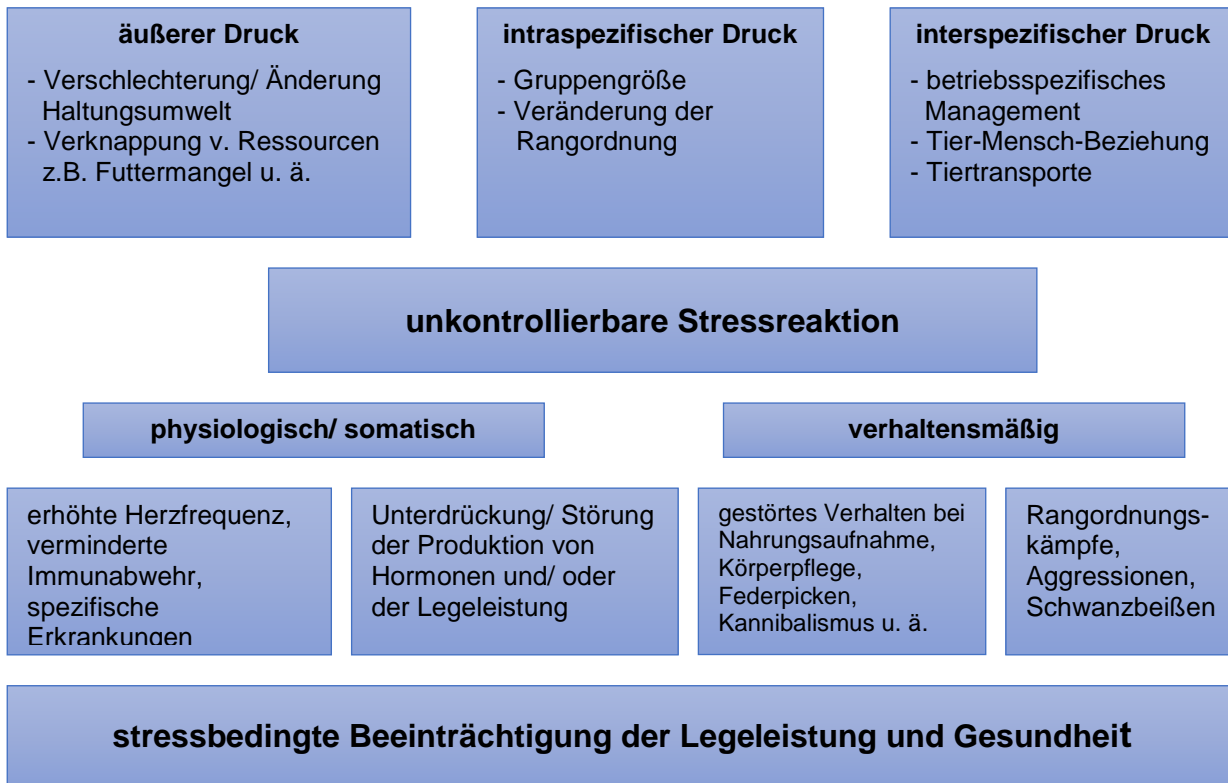 äußerer Druck
- Verschlechterung/ Änderung
Haltungsumwelt
- Verknappung v. Ressourcen
z.B. Futtermangel u. ä.
intraspezifischer Druck
- Gruppengröße
- Veränderung der
Rangordnung
interspezifischer Druck
- betriebsspezifisches
Management
- Tier-Mensch-Beziehung
- Tiertransporte
unkontrollierbare Stressreaktion
physiologisch/ somatisch
verhaltensmäßig
erhöhte Herzfrequenz,
verminderte
Immunabwehr,
spezifische
Erkrankungen
Unterdrückung/ Störung
der Produktion von
Hormonen und/ oder
der Legeleistung
gestörtes Verhalten bei
Nahrungsaufnahme,
Körperpflege,
Federpicken,
Kannibalismus u. ä.
Rangordnungs-
kämpfe,
Aggressionen,
Schwanzbeißen
stressbedingte Beeinträchtigung der Legeleistung und Gesundheit